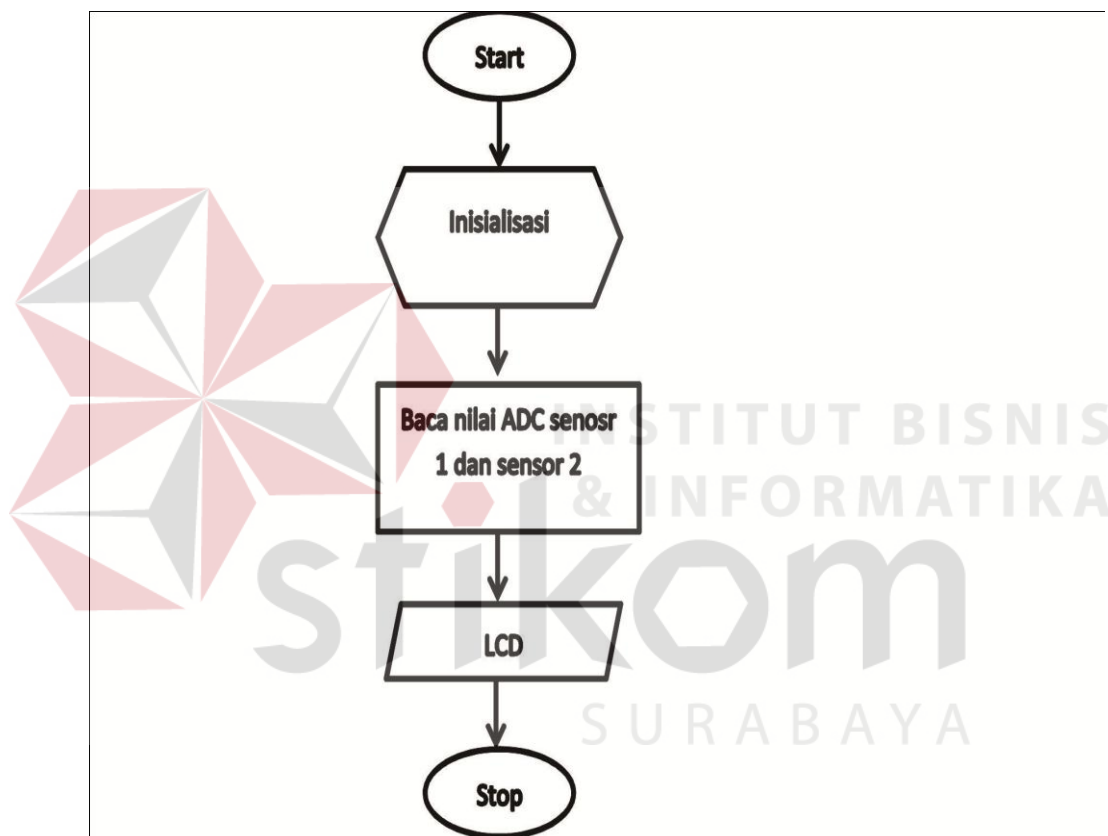 Start
Inisialisasi
Baca nilai ADC senosr
1 dan sensor 2
INSTITUT BISNIS
& INFORMATIKA
stikom
LCD
SURABAYA
Stop